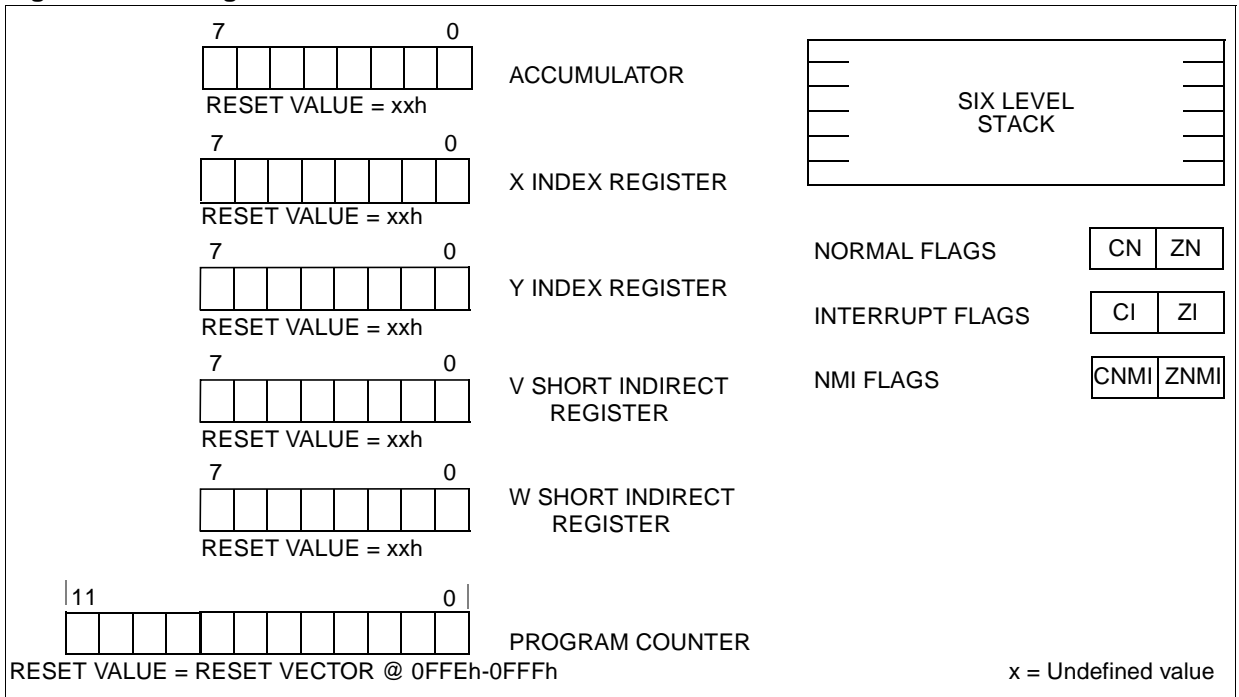 7 0
ACCUMULATOR
RESET VALUE = xxh
7 0
X INDEX REGISTER
RESET VALUE = xxh
7 0
Y INDEX REGISTER
RESET VALUE = xxh
7 0
V SHORT INDIRECT
REGISTER
RESET VALUE = xxh
7 0
W SHORT INDIRECT
REGISTER
RESET VALUE = xxh
11 0
PROGRAM COUNTER
RESET VALUE = RESET VECTOR @ 0FFEh-0FFFh
SIX LEVEL
STACK
NORMAL FLAGS CN ZN
INTERRUPT FLAGS CI ZI
NMI FLAGS CNMI ZNMI
x = Undefined value